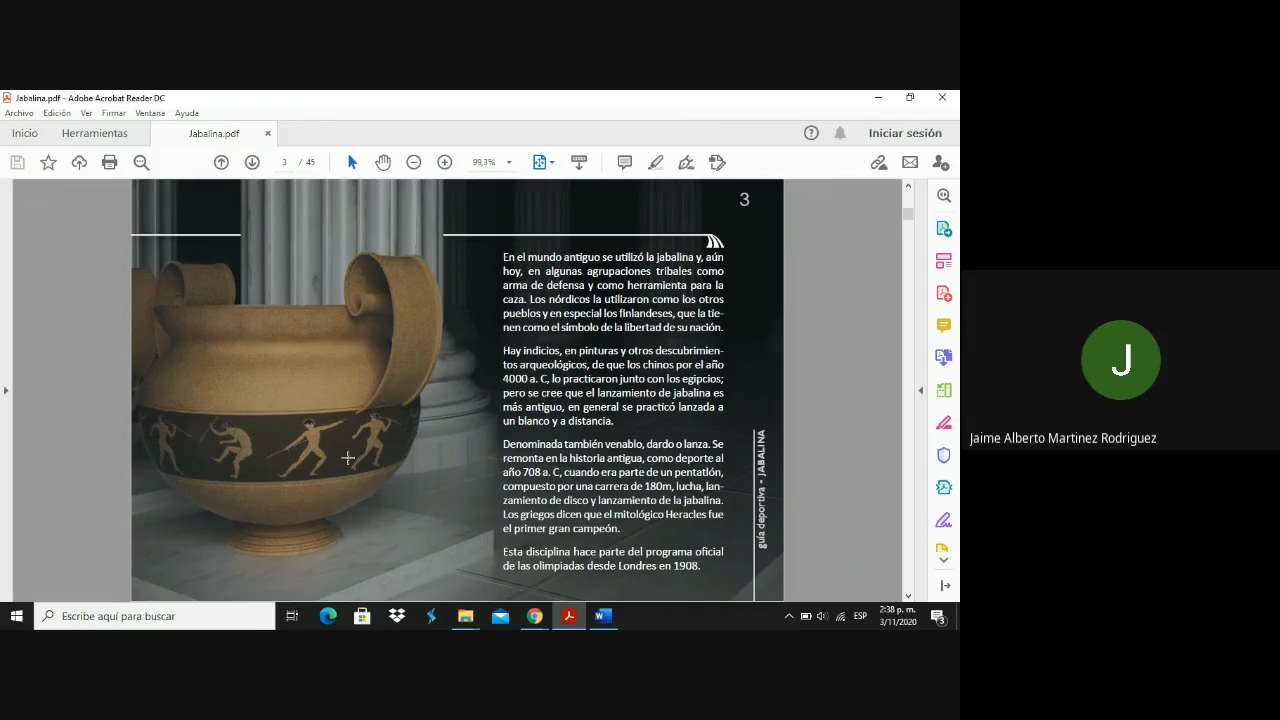 Jabalina.pdf - Adobe Acrobat Reader DC
Archivo Edición Ver Firmar Ventana Ayuda
Inicio Herramientas Jabalina.pdf × Iniciar sesión
3 / 45 99,3%
3
En el mundo antiguo se utilizó la jabalina y, aún
hoy, en algunas agrupaciones tribales como
arma de defensa y como herramienta para la
caza. Los nórdicos la utilizaron como los otros
pueblos y en especial los finlandeses, que la tie-
nen como el símbolo de la libertad de su nación.
Hay indicios, en pinturas y otros descubrimien-
tos arqueológicos, de que los chinos por el año
4000 a. C, lo practicaron junto con los egipcios;
pero se cree que el lanzamiento de jabalina es
más antiguo, en general se practicó lanzada a
un blanco y a distancia.
Denominada también venablo, dardo o lanza. Se
remonta en la historia antigua, como deporte al
año 708 a. C, cuando era parte de un pentatlón,
compuesto por una carrera de 180m, lucha, lan-
zamiento de disco y lanzamiento de la jabalina.
Los griegos dicen que el mitológico Heracles fue
el primer gran campeón.
Esta disciplina hace parte del programa oficial
de las olimpiadas desde Londres en 1908.
guía deportiva • JABALINA
J
Jaime Alberto Martinez Rodriguez
Escribe aquí para buscar
ESP
2:38 p. m.
3/11/2020
3